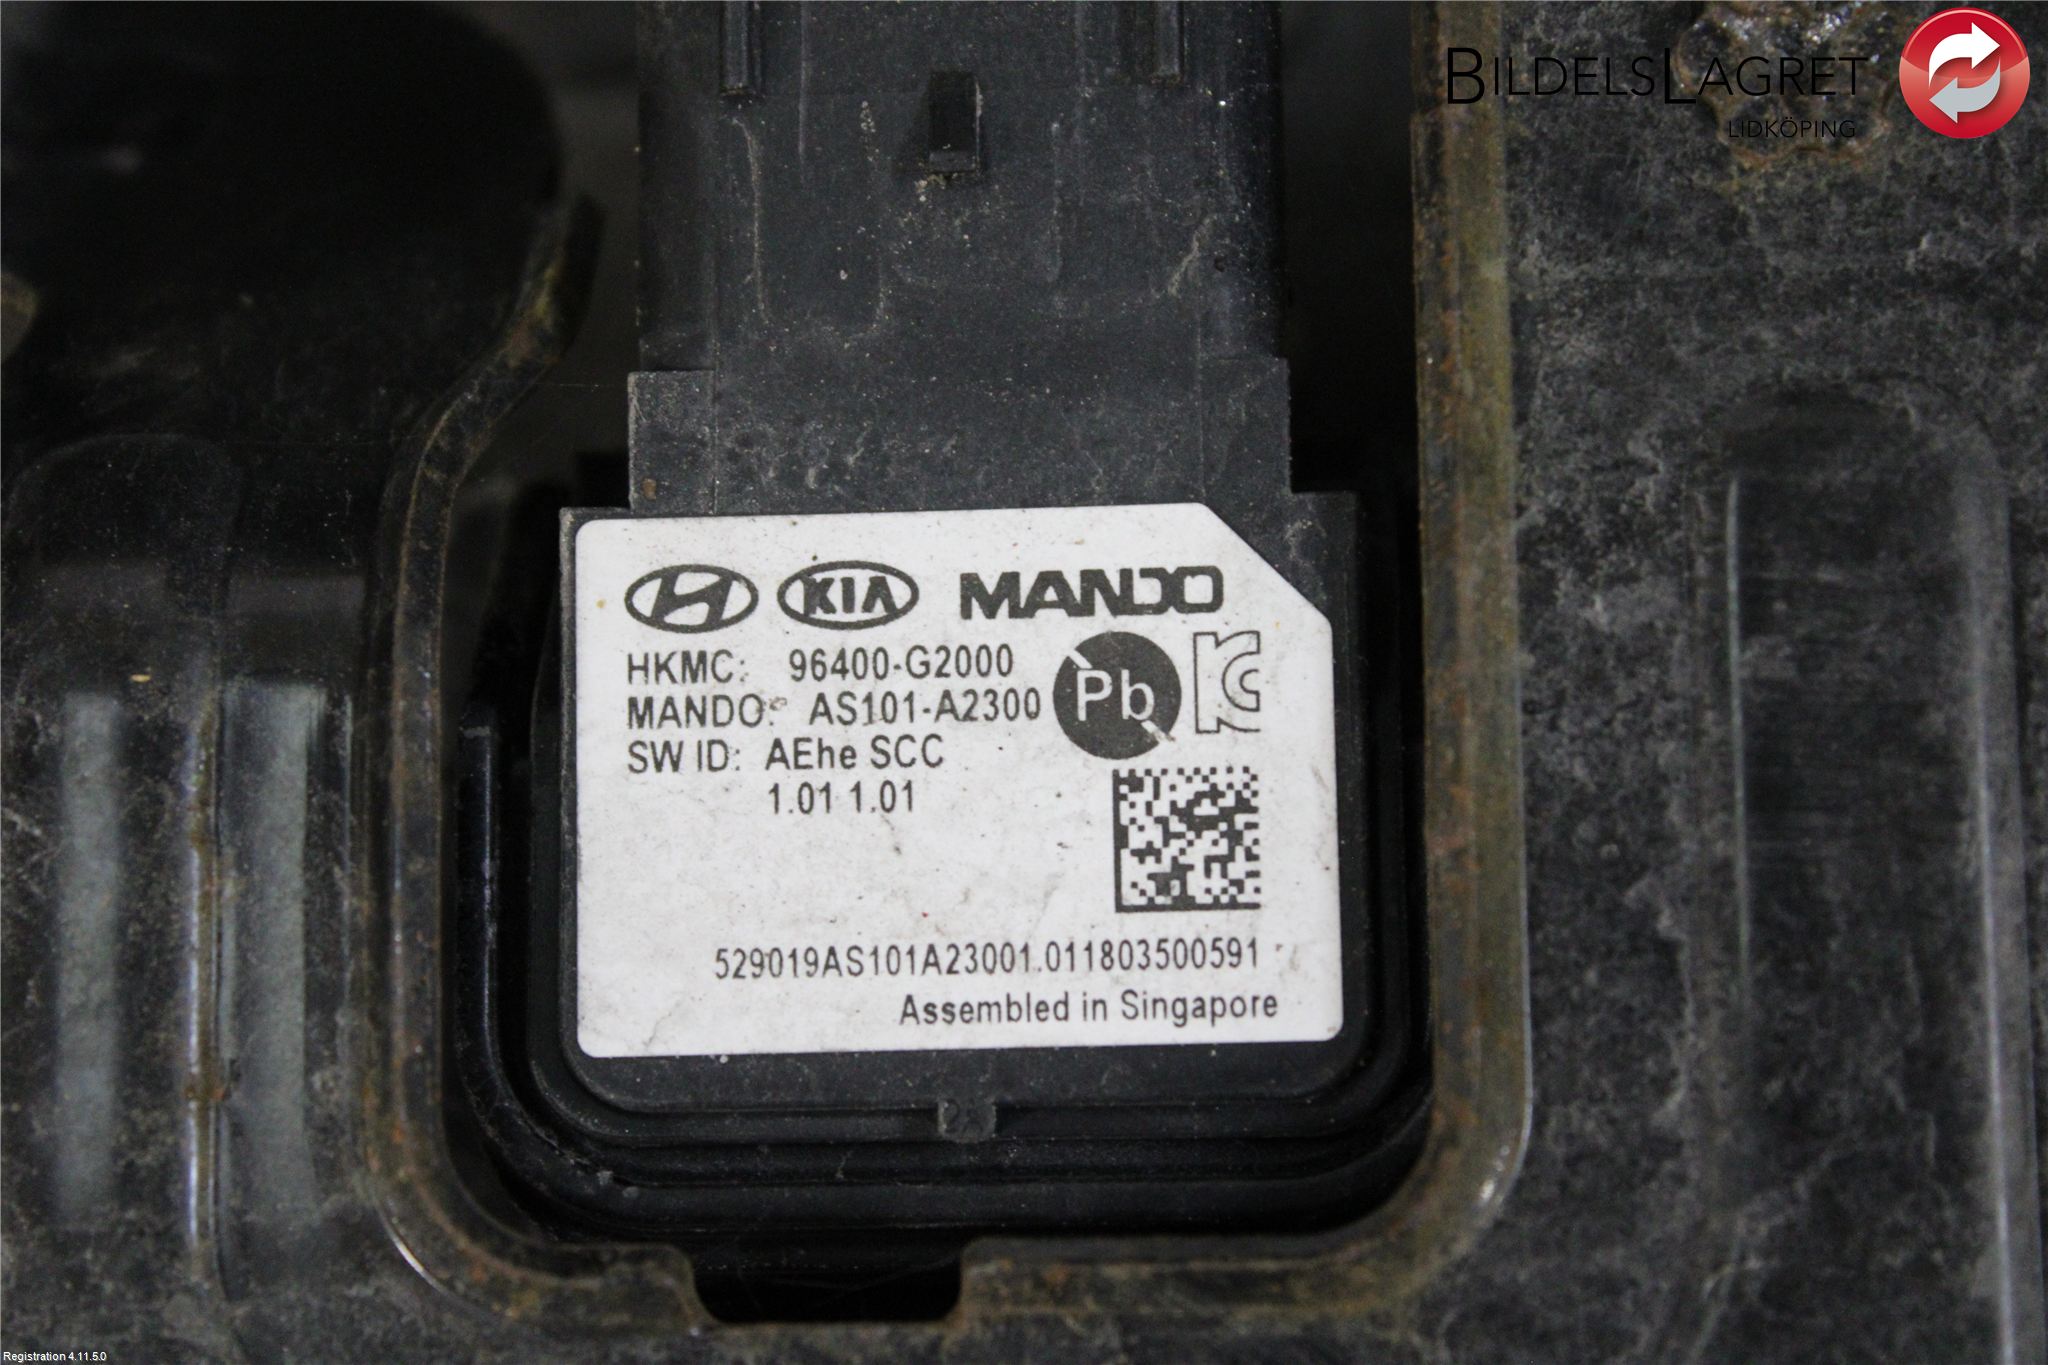 BILDELSLAGRET
LIDKÖPING
KIA MANDO
HKMC: 96400-G2000
MANDO: AS101-A2300
Pb
SW ID: AEhe SCC
1.01 1.01
529019AS101A23001.011803500591
Assembled in Singapore
Registration 4.11.5.0